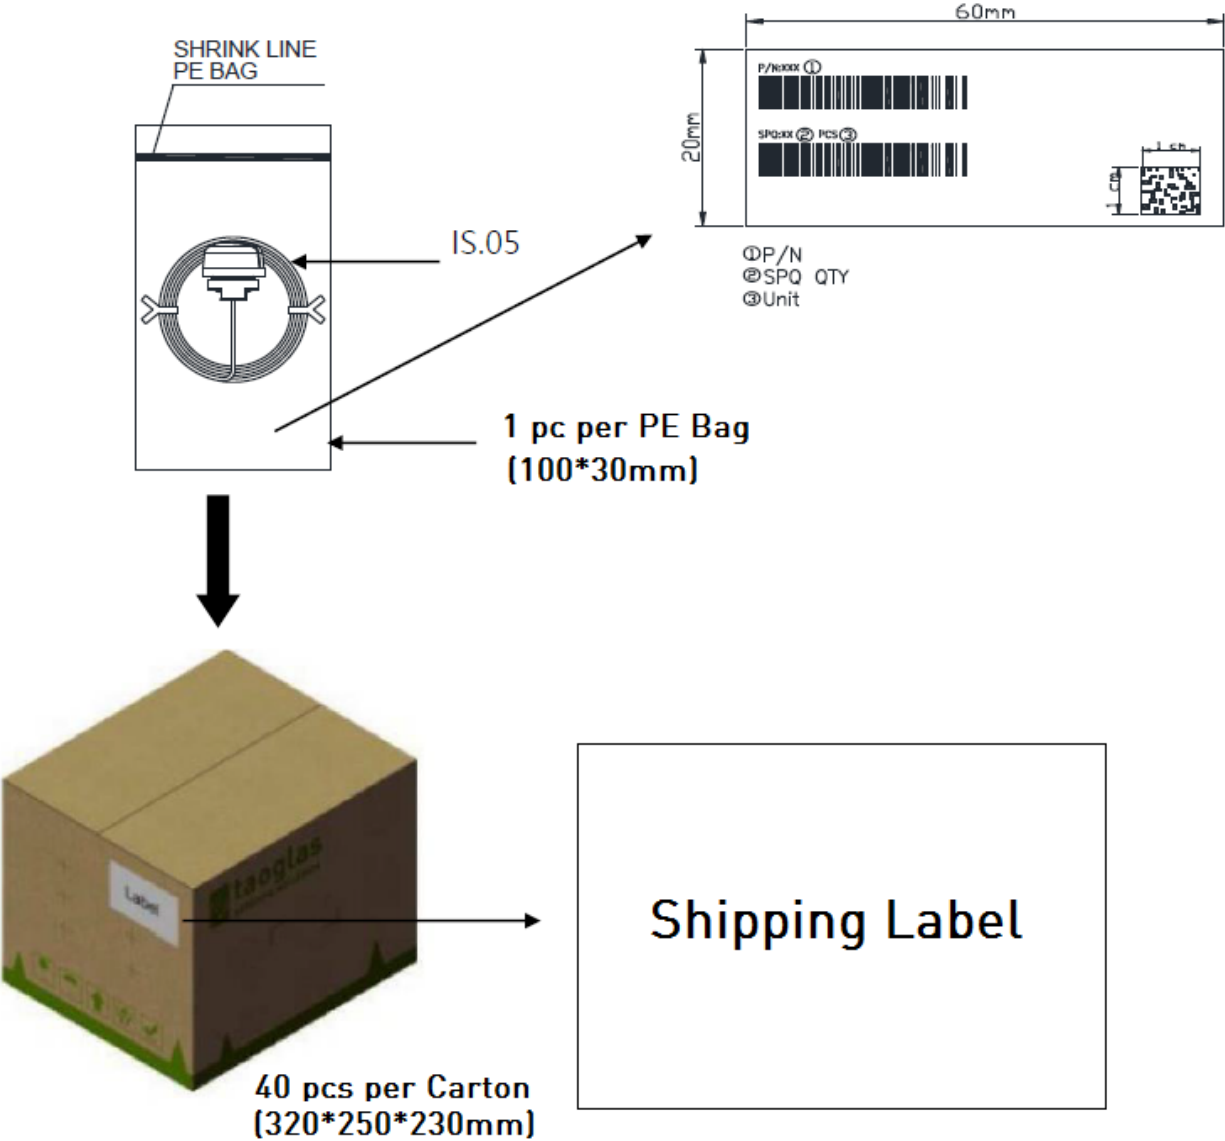 SHRINK LINE
PE BAG
IS.05
1 pc per PE Bag
(100*30mm)
60mm
20mm
P/N:XXX ①
SPQ:XX ② PCS③
1 cm
1 cm
①P/N
②SPQ QTY
③Unit
taoglas
Label
Shipping Label
40 pcs per Carton
(320*250*230mm)